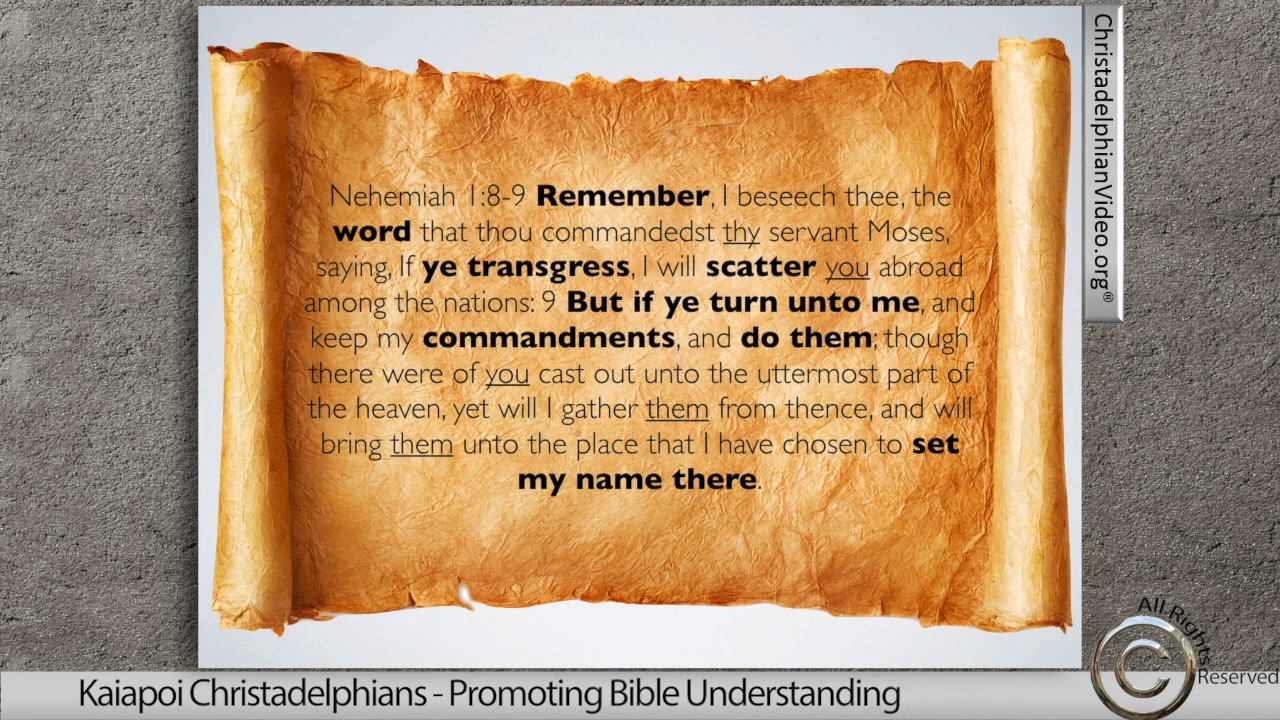 Nehemiah 1:8-9 Remember, I beseech thee, the
word that thou commandedst thy servant Moses,
saying, If ye transgress, I will scatter you abroad
among the nations: 9 But if ye turn unto me, and
keep my commandments, and do them; though
there were of you cast out unto the uttermost part of
the heaven, yet will I gather them from thence, and will
bring them unto the place that I have chosen to set
my name there.
ChristadelphianVideo.org®
All Rights
Reserved
Kaiapoi Christadelphians - Promoting Bible Understanding